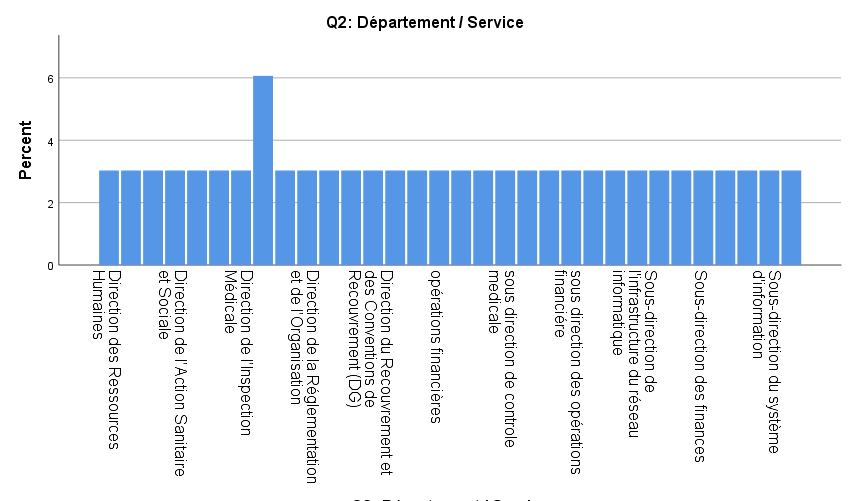 Q2: Département / Service
Percent
6
4
2
0
Direction des Ressources
Humaines
Direction de l'Action Sanitaire
et Sociale
Direction de l'Inspection
Médicale
Direction de la Réglementation
et de l'Organisation
Direction du Recouvrement et
des Conventions de
Recouvrement (DG)
opérations financières
sous direction de controle
medicale
sous direction des opérations
financière
Sous-direction de
l'infrastructure du réseau
informatique
Sous-direction des finances
Sous-direction du système
d'information